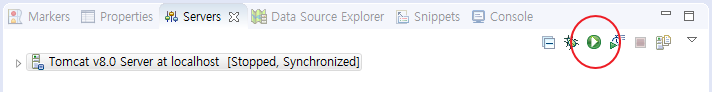 Markers Properties Servers Data Source Explorer Snippets Console
Tomcat v8.0 Server at localhost [Stopped, Synchronized]